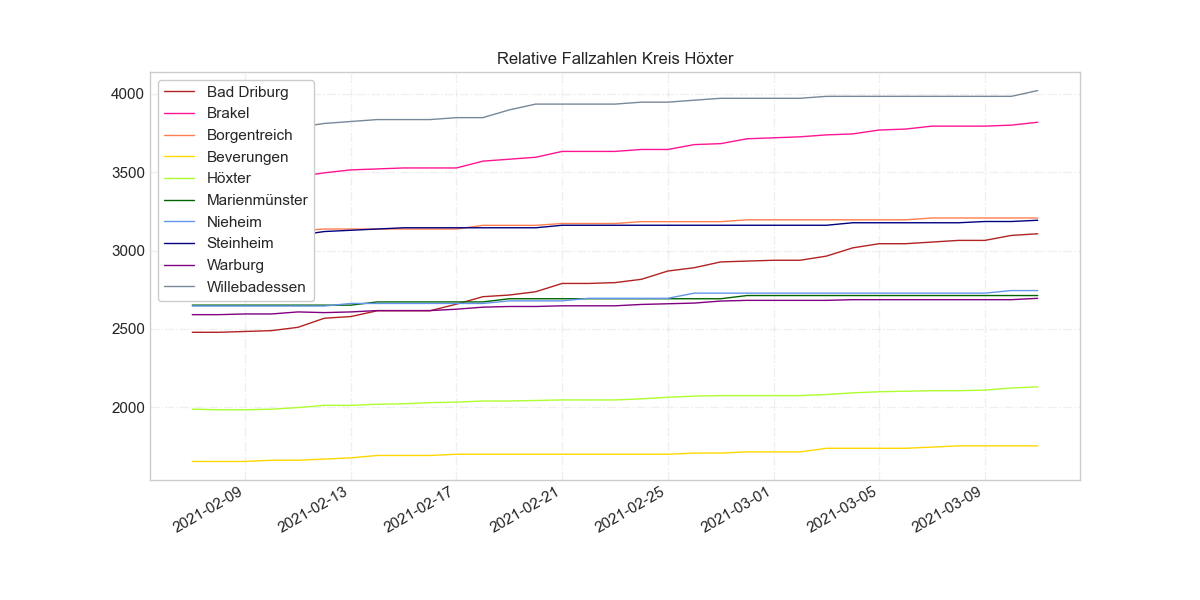 Relative Fallzahlen Kreis Höxter
4000
3500
3000
2500
2000
Bad Driburg
Brakel
Borgentreich
Beverungen
Höxter
Marienmünster
Nieheim
Steinheim
Warburg
Willebadessen
2021-02-09
2021-02-13
2021-02-17
2021-02-21
2021-02-25
2021-03-01
2021-03-05
2021-03-09